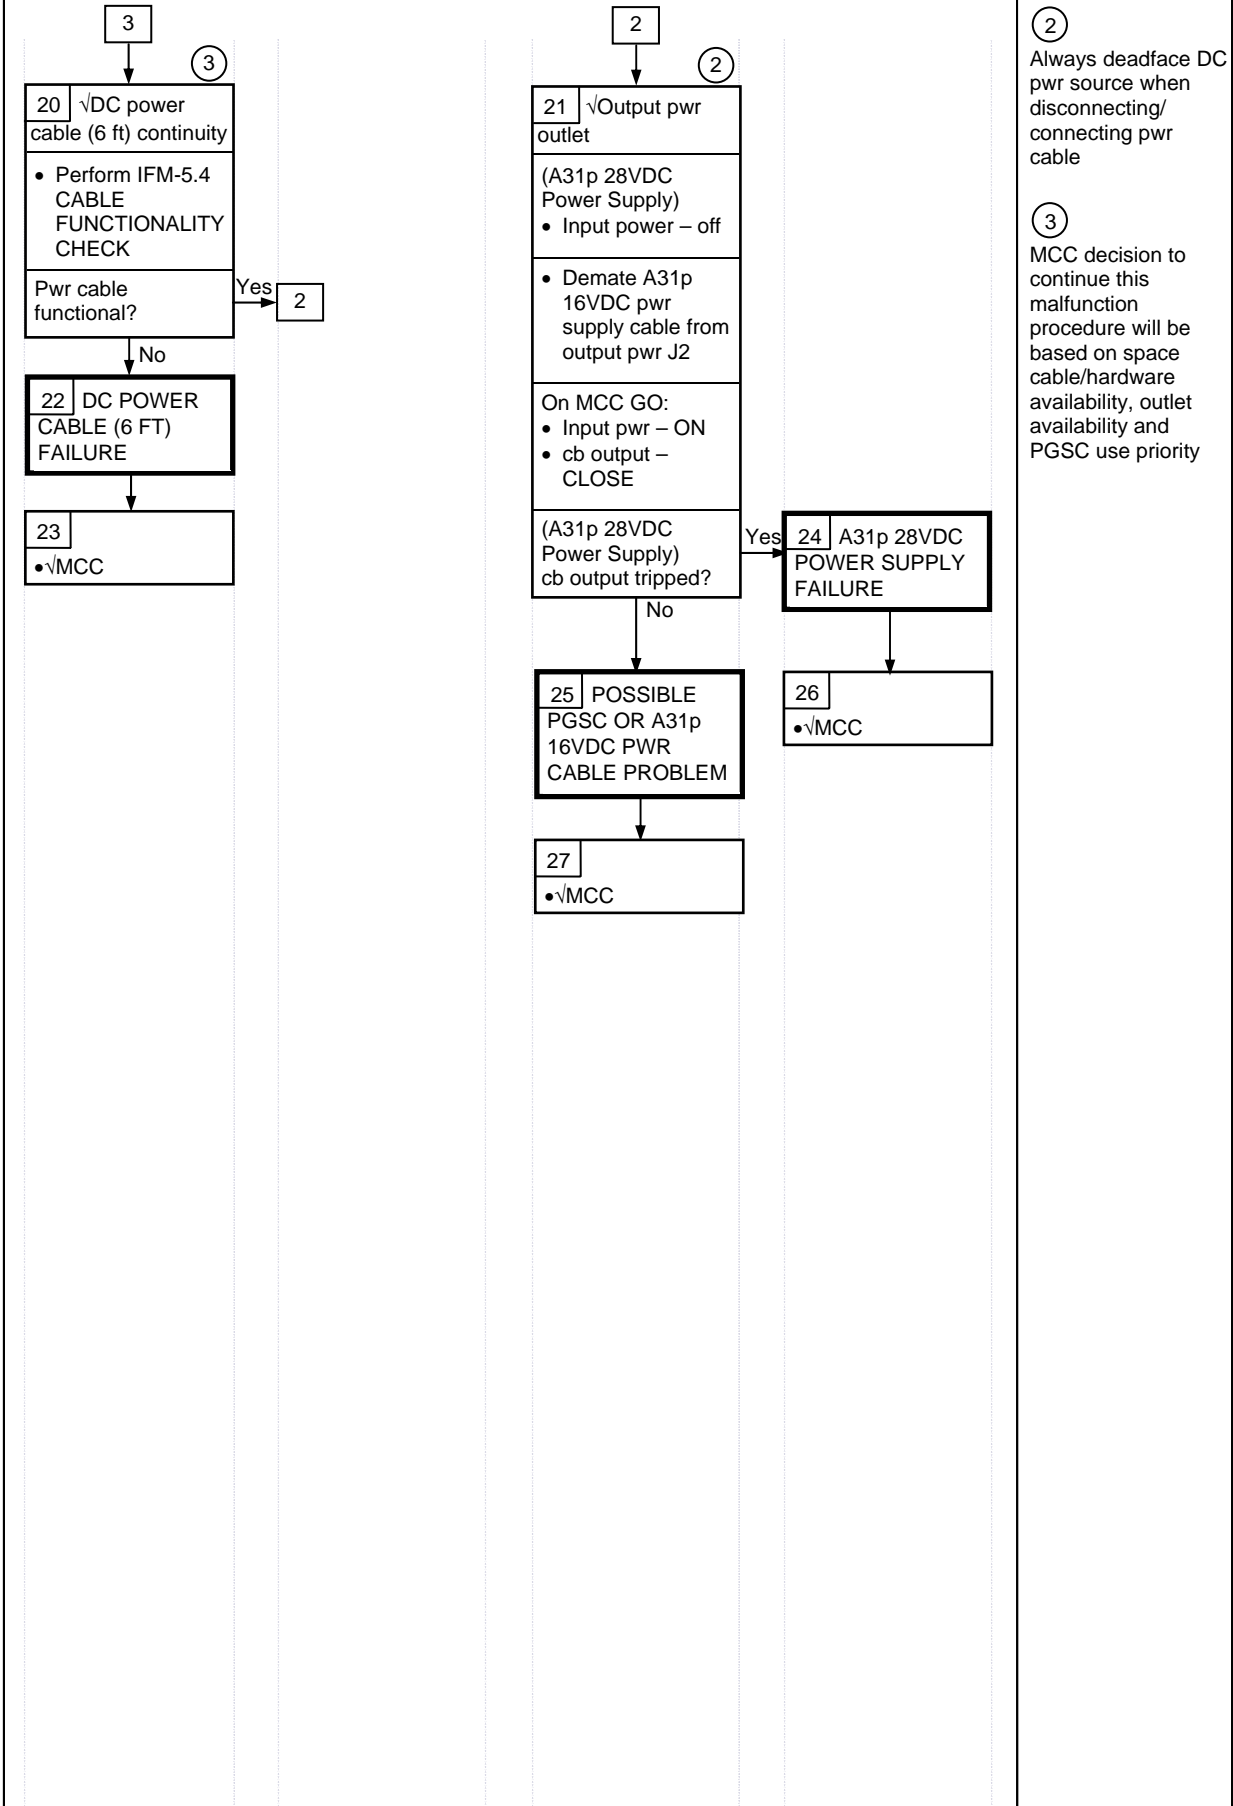 3
3
20 √DC power
cable (6 ft) continuity
• Perform IFM-5.4
CABLE
FUNCTIONALITY
CHECK
Pwr cable
functional?
Yes
2
No
22 DC POWER
CABLE (6 FT)
FAILURE
23
•√MCC
2
2
21 √Output pwr
outlet
(A31p 28VDC
Power Supply)
• Input power – off
• Demate A31p
16VDC pwr
supply cable from
output pwr J2
On MCC GO:
• Input pwr – ON
• cb output –
CLOSE
(A31p 28VDC
Power Supply)
cb output tripped?
Yes
No
24 A31p 28VDC
POWER SUPPLY
FAILURE
26
•√MCC
25 POSSIBLE
PGSC OR A31p
16VDC PWR
CABLE PROBLEM
27
•√MCC
2
Always deadface DC
pwr source when
disconnecting/
connecting pwr
cable
3
MCC decision to
continue this
malfunction
procedure will be
based on space
cable/hardware
availability, outlet
availability and
PGSC use priority